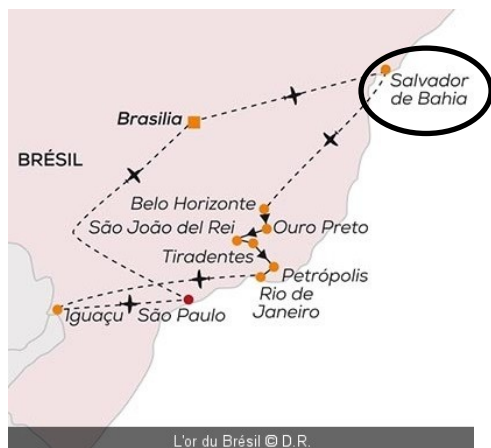 Salvador
de Bahia
Brasilia
BRÉSIL
Belo Horizonte
São João del Rei
Ouro Preto
Tiradentes
Petrópolis
Rio de
Janeiro
Iguaçu
São Paulo
L'or du Brésil © D.R.